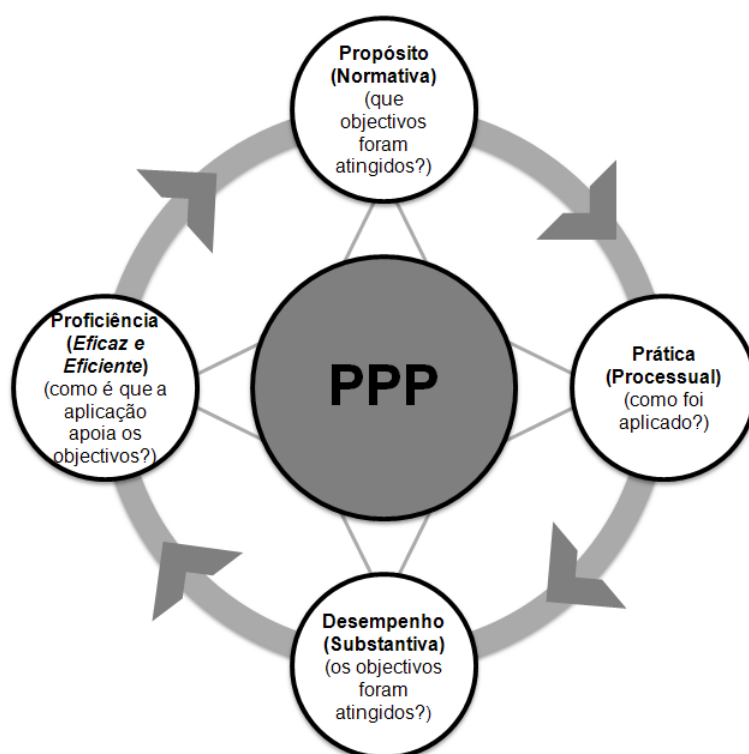 Propósito
(Normativa)
(que
objectivos
foram
atingidos?)
Proficiência
(Eficaz e
Eficiente)
(como é que a
aplicação
apoia os
objectivos?)
PPP
Prática
(Processual)
(como foi
aplicado?)
Desempenho
(Substantiva)
(os objectivos
foram
atingidos?)